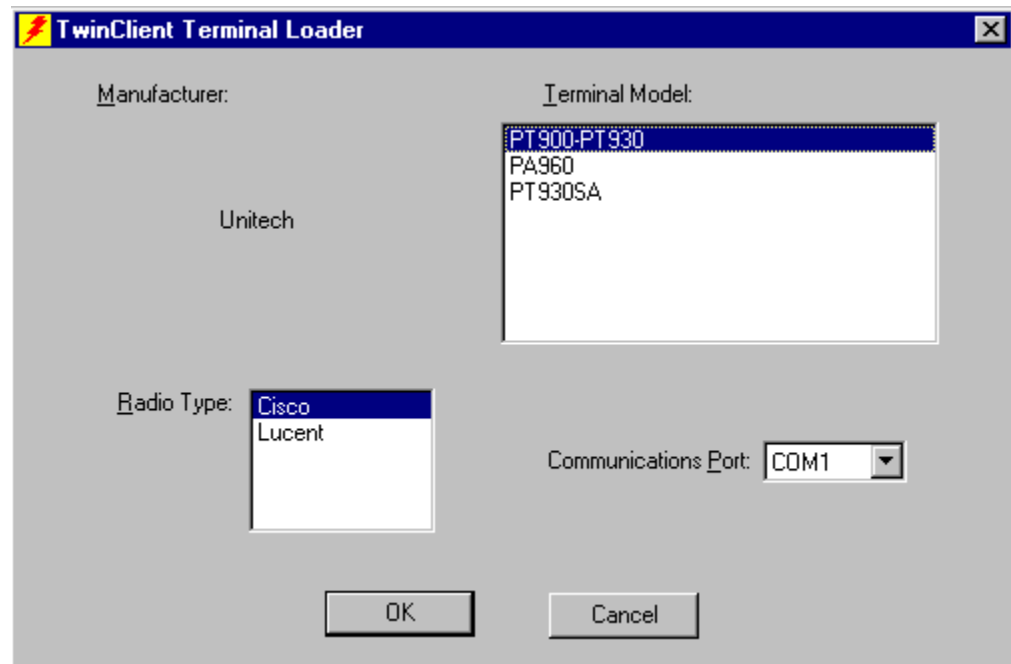 TwinClient Terminal Loader
Manufacturer:
Terminal Model:
PT900-PT930
PA960
PT930SA
Unitech
Radio Type:
Cisco
Lucent
Communications Port:
COM1
OK
Cancel